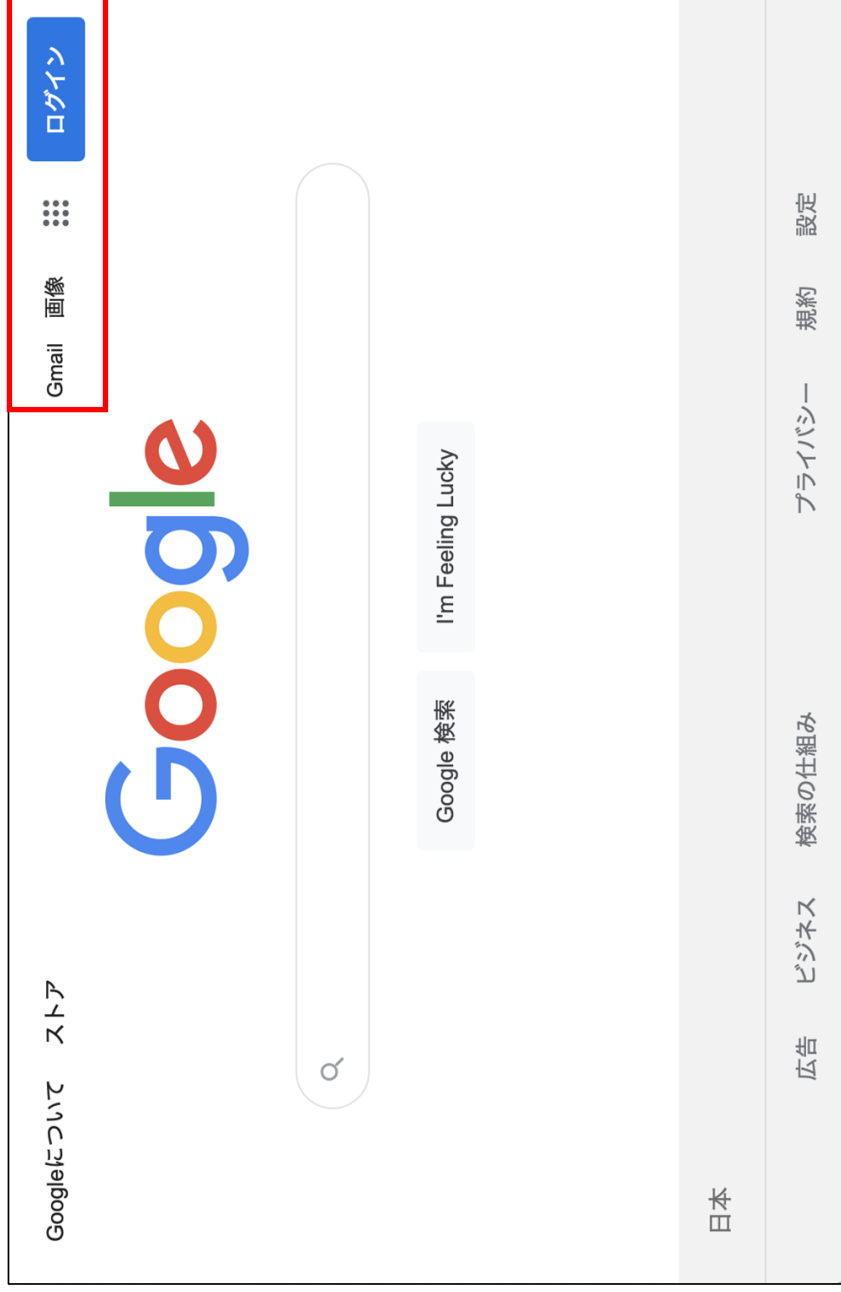 Googleについて ストア Gmail 画像 ログイン
Google
Google 検索 I'm Feeling Lucky
日本
広告 ビジネス 検索の仕組み プライバシー 規約 設定